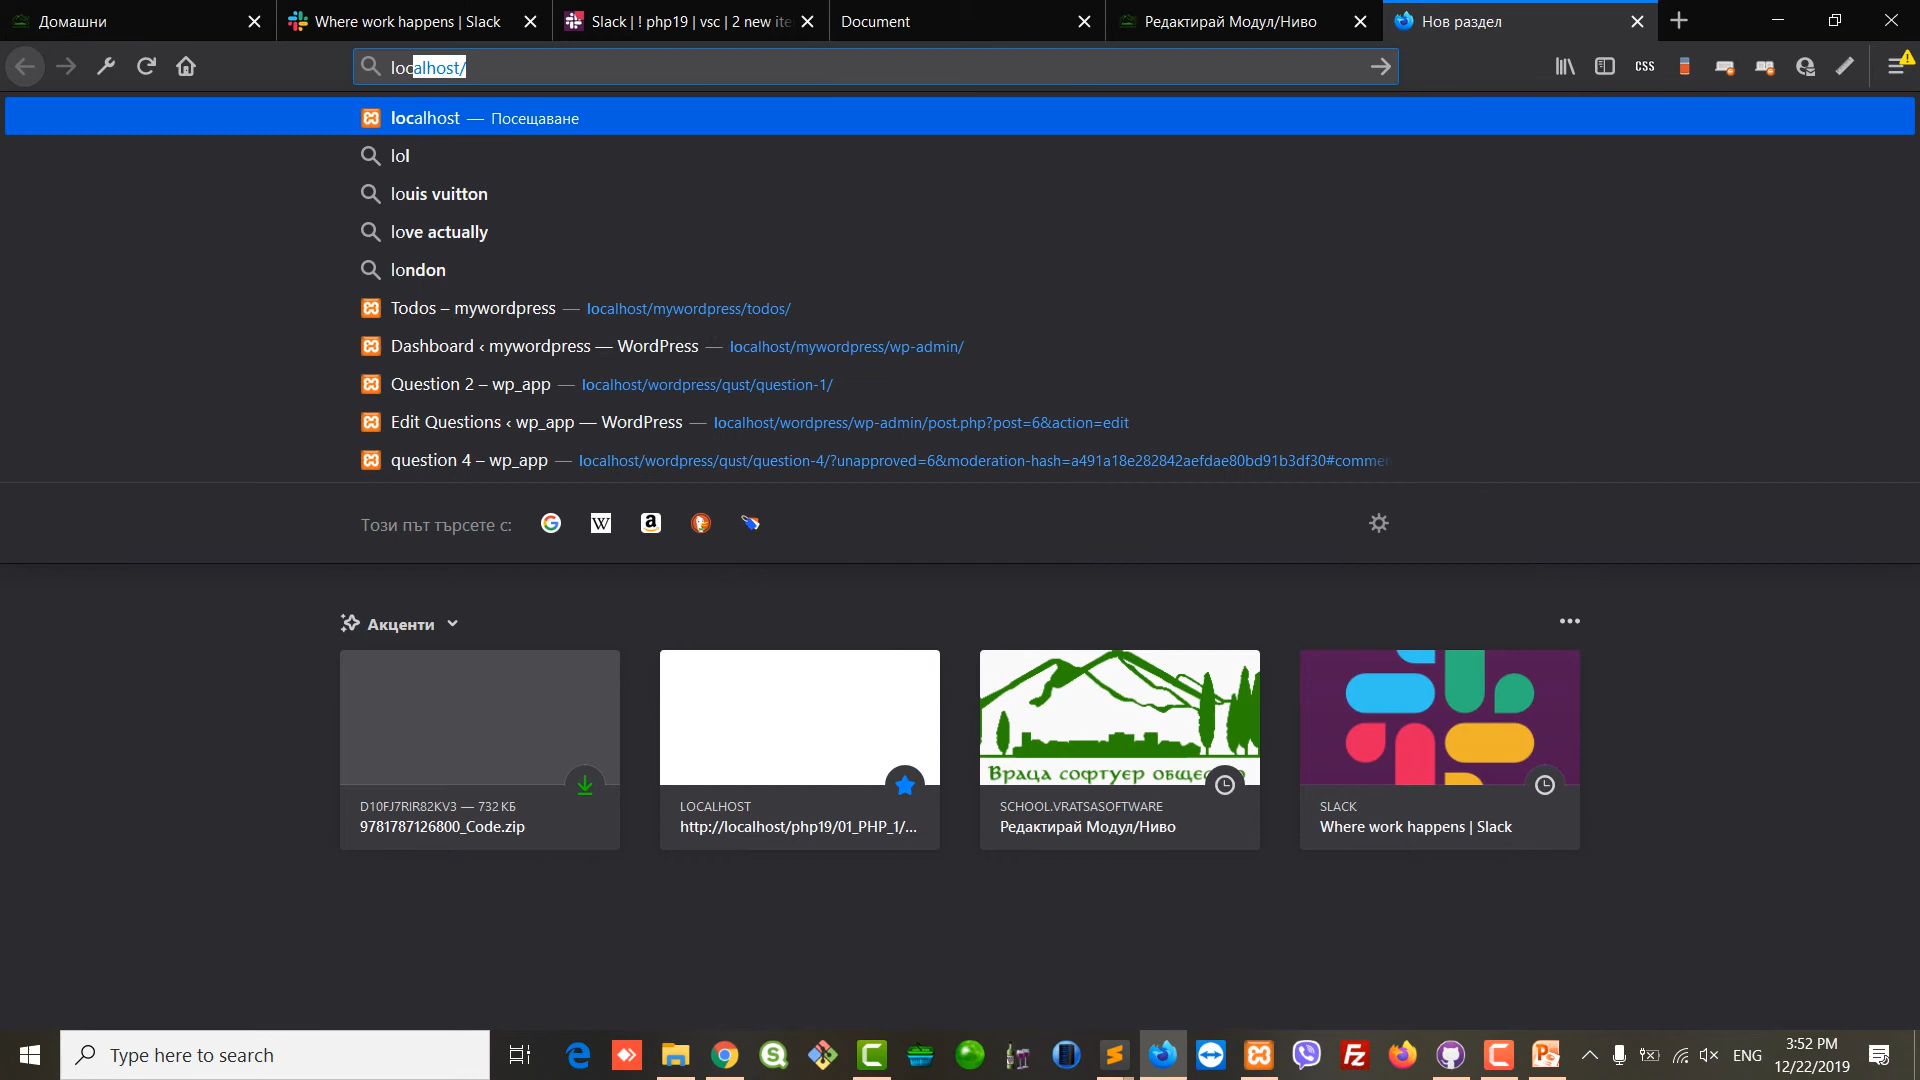 Домашни
Where work happens | Slack
Slack | ! php19 | vsc | 2 new ite
Document
Редактирай Модул/Ниво
Нов раздел
localhost/
CSS
localhost — Посещаване
lol
louis vuitton
love actually
london
Todos – mywordpress — localhost/mywordpress/todos/
Dashboard ‹ mywordpress — WordPress — localhost/mywordpress/wp-admin/
Question 2 – wp_app — localhost/wordpress/qust/question-1/
Edit Questions ‹ wp_app — WordPress — localhost/wordpress/wp-admin/post.php?post=6&action=edit
question 4 – wp_app — localhost/wordpress/qust/question-4/?unapproved=6&moderation-hash=a491a18e282842aefdae80bd91b3df30#commen
Този път търсете с:
Акценти
Враца софтуер общество
D10FJ7RIR82KV3 — 732 КБ
9781787126800_Code.zip
LOCALHOST
http://localhost/php19/01_PHP_1/...
SCHOOL.VRATSASOFTWARE
Редактирай Модул/Ниво
SLACK
Where work happens | Slack
Type here to search
ENG
3:52 PM
12/22/2019